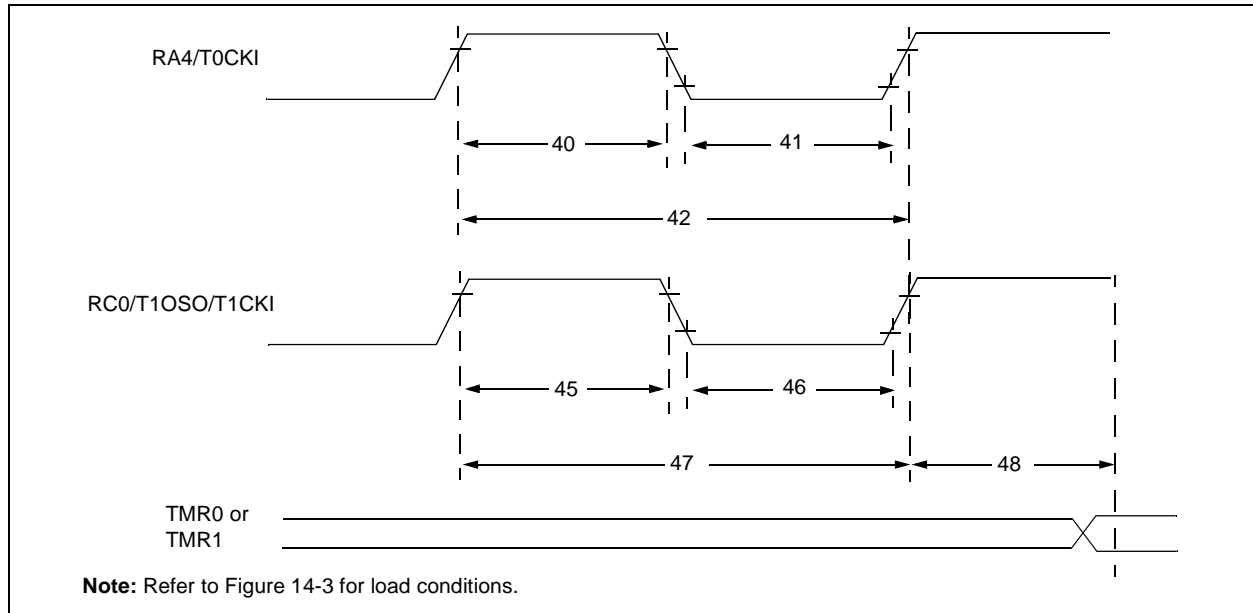 RA4/T0CKI
40
41
42
RC0/T1OSO/T1CKI
45
46
47
48
TMR0 or
TMR1
Note: Refer to Figure 14-3 for load conditions.